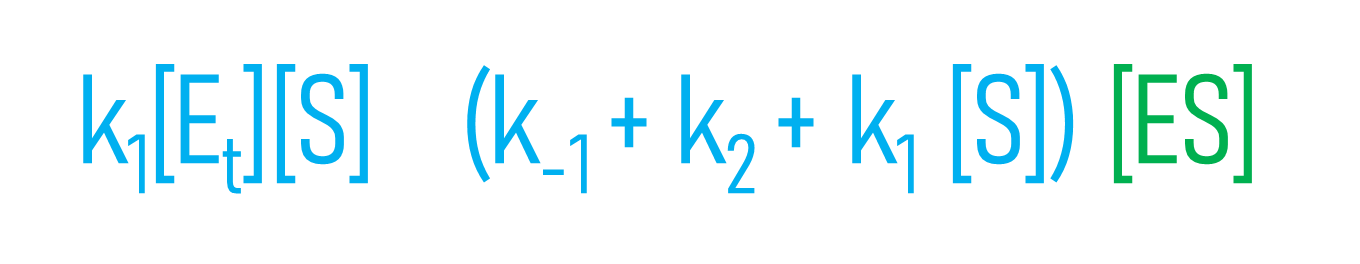 k₁[Eₜ][S] (k₋₁ + k₂ + k₁ [S]) [ES]